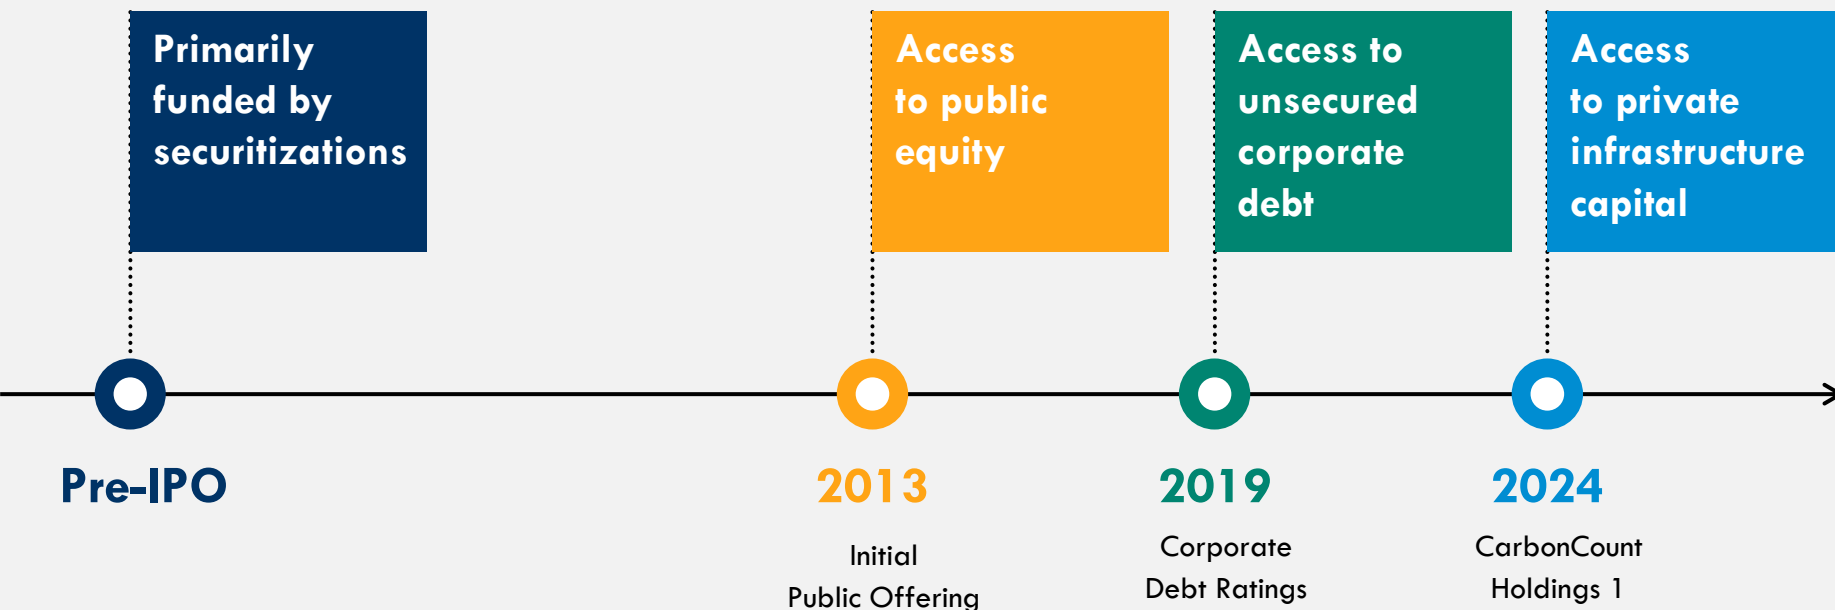 Primarily
funded by
securitizations
Access
to public
equity
Access to
unsecured
corporate
debt
Access
to private
infrastructure
capital
Pre-IPO
2013
Initial
Public Offering
2019
Corporate
Debt Ratings
2024
CarbonCount
Holdings 1